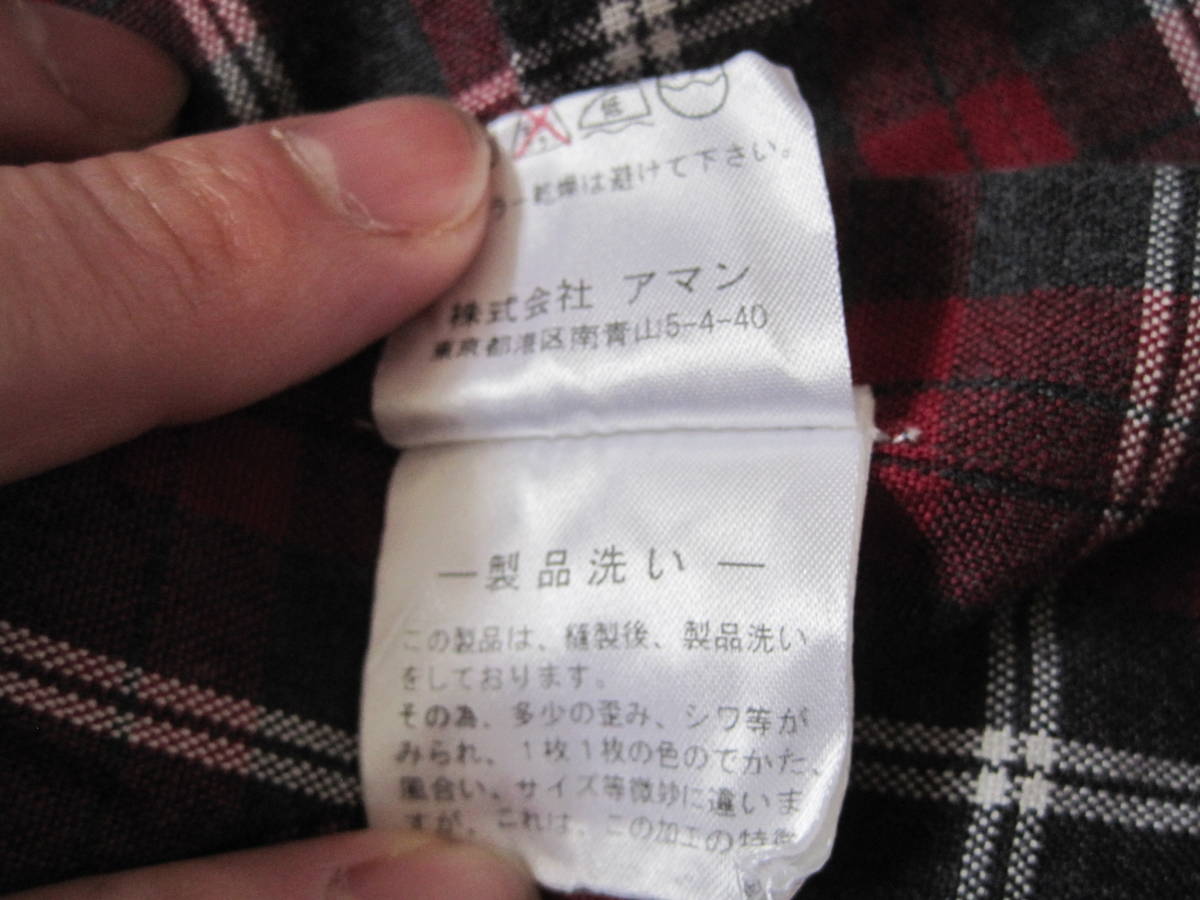 低
ー乾燥は避けて下さい。
株式会社 アマン
東京都港区南青山5-4-40
—製品洗い—
この製品は、縫製後、製品洗い
をしております。
その為、多少の歪み、シワ等が
みられ、1枚1枚の色のでかた、
風合い、サイズ等微妙に違いま
すが、これは、この加工の特徴